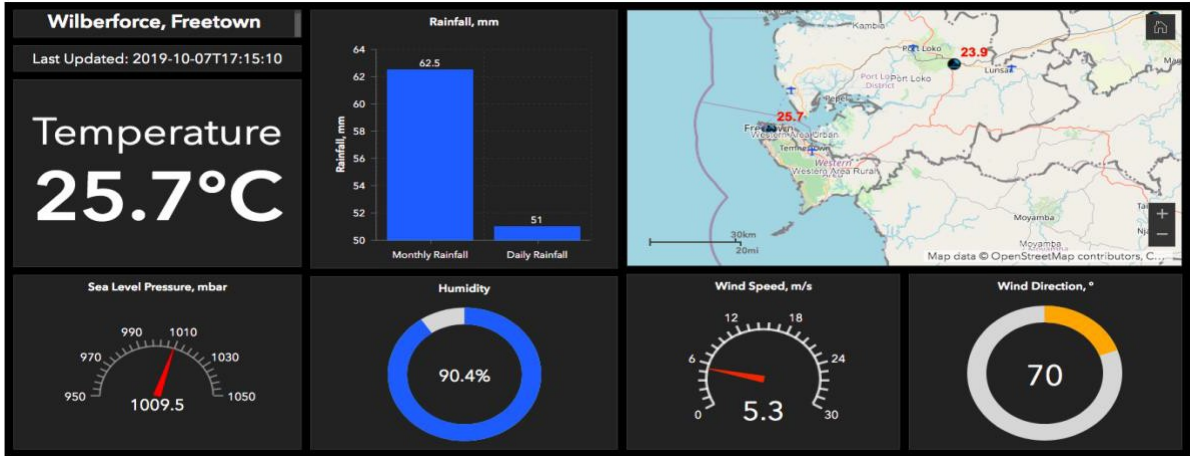 Wilberforce, Freetown
Last Updated: 2019-10-07T17:15:10
Temperature
25.7°C
Rainfall, mm
Rainfall, mm
64
62
60
58
56
54
52
50
62.5
51
Monthly Rainfall
Daily Rainfall
Kambia
Port Loko
23.9
Lunsar
Port Loko
District
Port Loko
Pepel
25.7
Freetown
Western Area Urban
Western
Western Area Rural
Moyamba
Moyamba
30km
20mi
+
−
Map data © OpenStreetMap contributors, C...
Sea Level Pressure, mbar
950
970
990
1010
1030
1050
1009.5
Humidity
90.4%
Wind Speed, m/s
0
6
12
18
24
30
5.3
Wind Direction, °
70